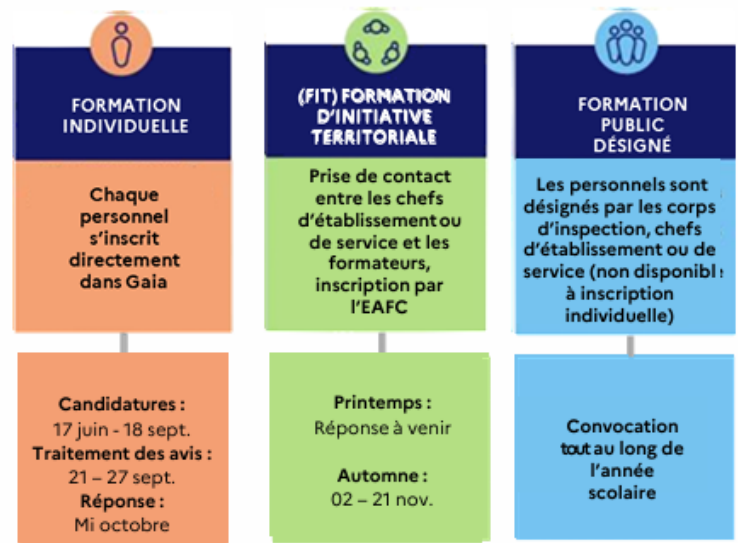 FORMATION
INDIVIDUELLE
Chaque
personnel
s'inscrit
directement
dans Gaia
Candidatures :
17 juin - 18 sept.
Traitement des avis :
21 – 27 sept.
Réponse :
Mi octobre
(FIT) FORMATION
D'INITIATIVE
TERRITORIALE
Prise de contact
entre les chefs
d'établissement ou
de service et les
formateurs,
inscription par
l'EAFC
Printemps :
Réponse à venir
Automne :
02 – 21 nov.
FORMATION
PUBLIC
DÉSIGNÉ
Les personnels sont
désignés par les corps
d'inspection, chefs
d'établissement ou de
service (non disponibl
à inscription
individuelle)
Convocation
tout au long de
l'année
scolaire